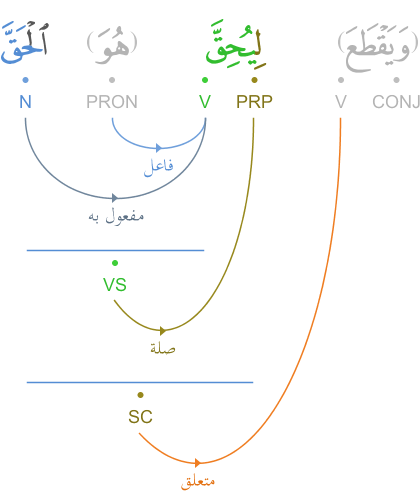 (وَيَقْطَعَ) لِيُحِقَّ (هُوَ) ٱلْحَقَّ
N PRON V PRP V CONJ
فاعل
مفعول به
VS
صلة
SC
متعلق